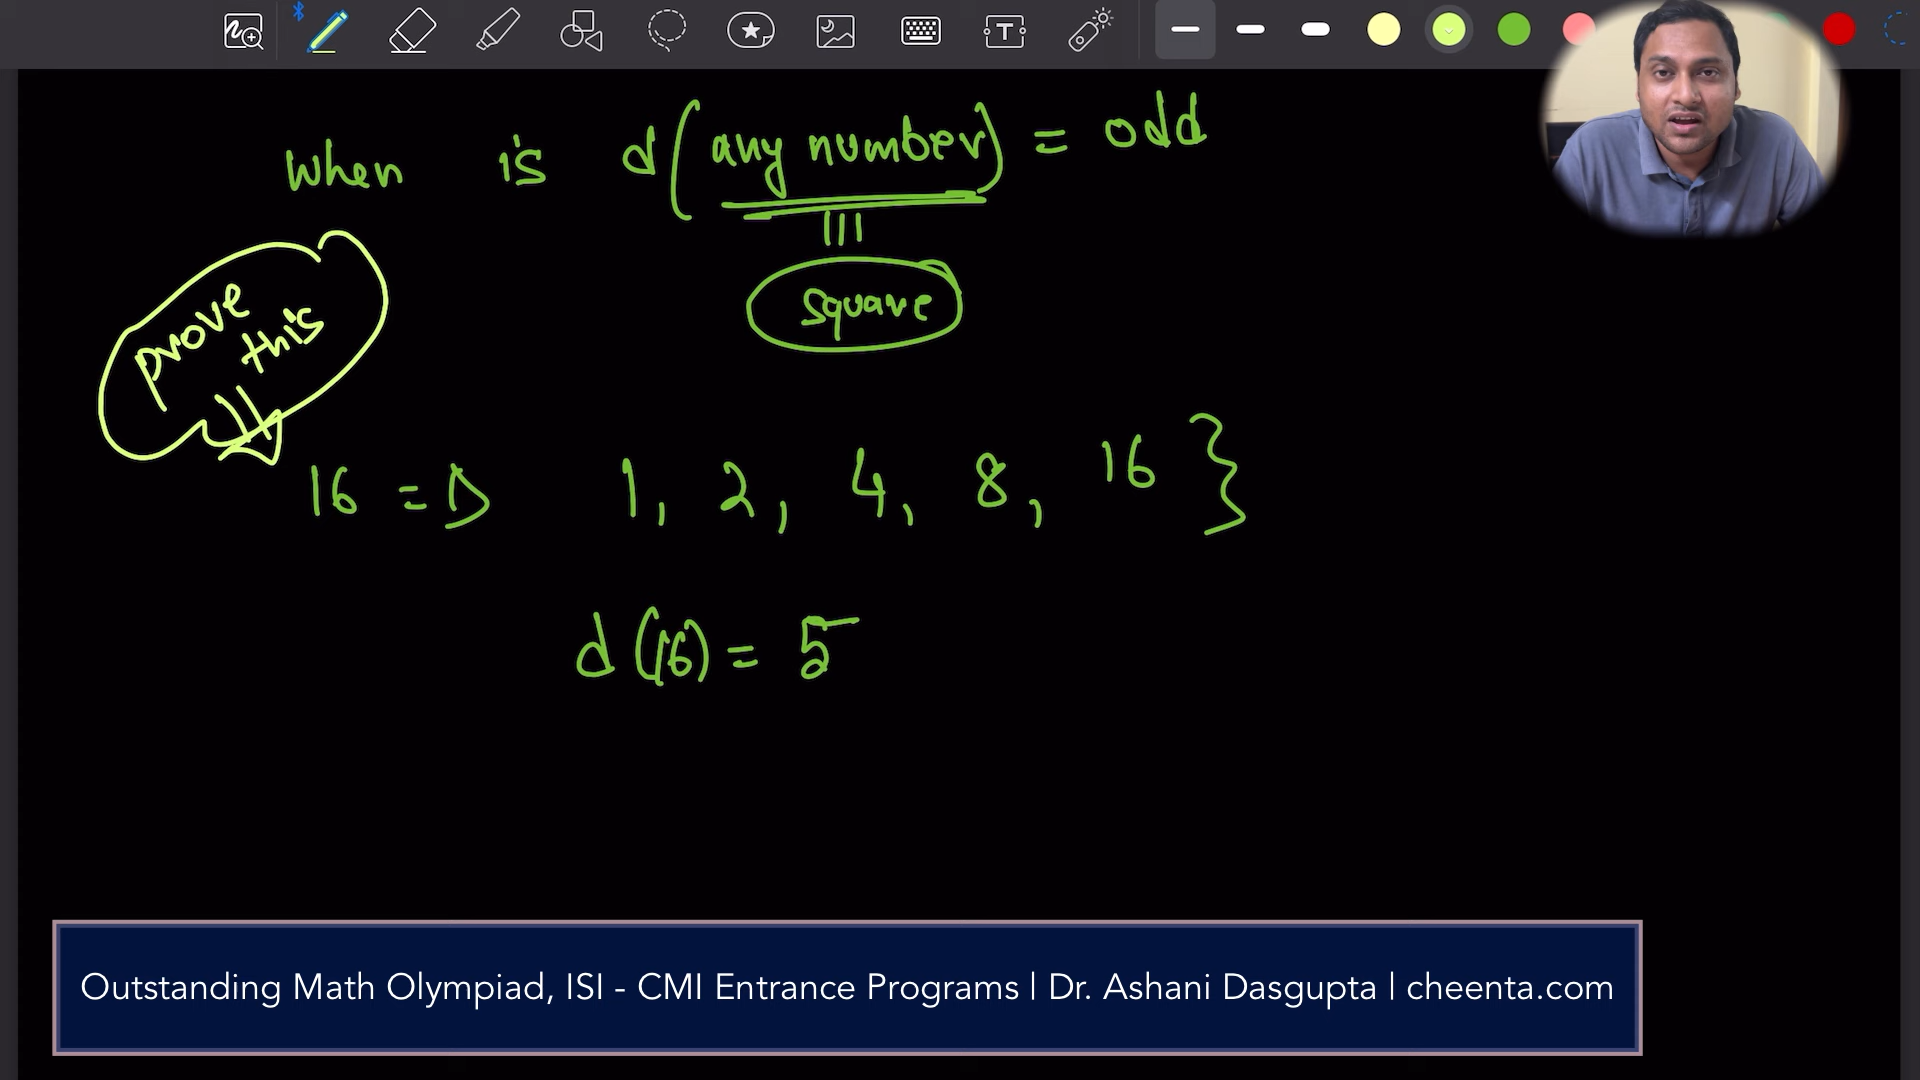 When is d(any number) = odd
|||
square
prove
this
16 = D 1, 2, 4, 8, 16 }
d(16) = 5
Outstanding Math Olympiad, ISI - CMI Entrance Programs | Dr. Ashani Dasgupta | cheenta.com